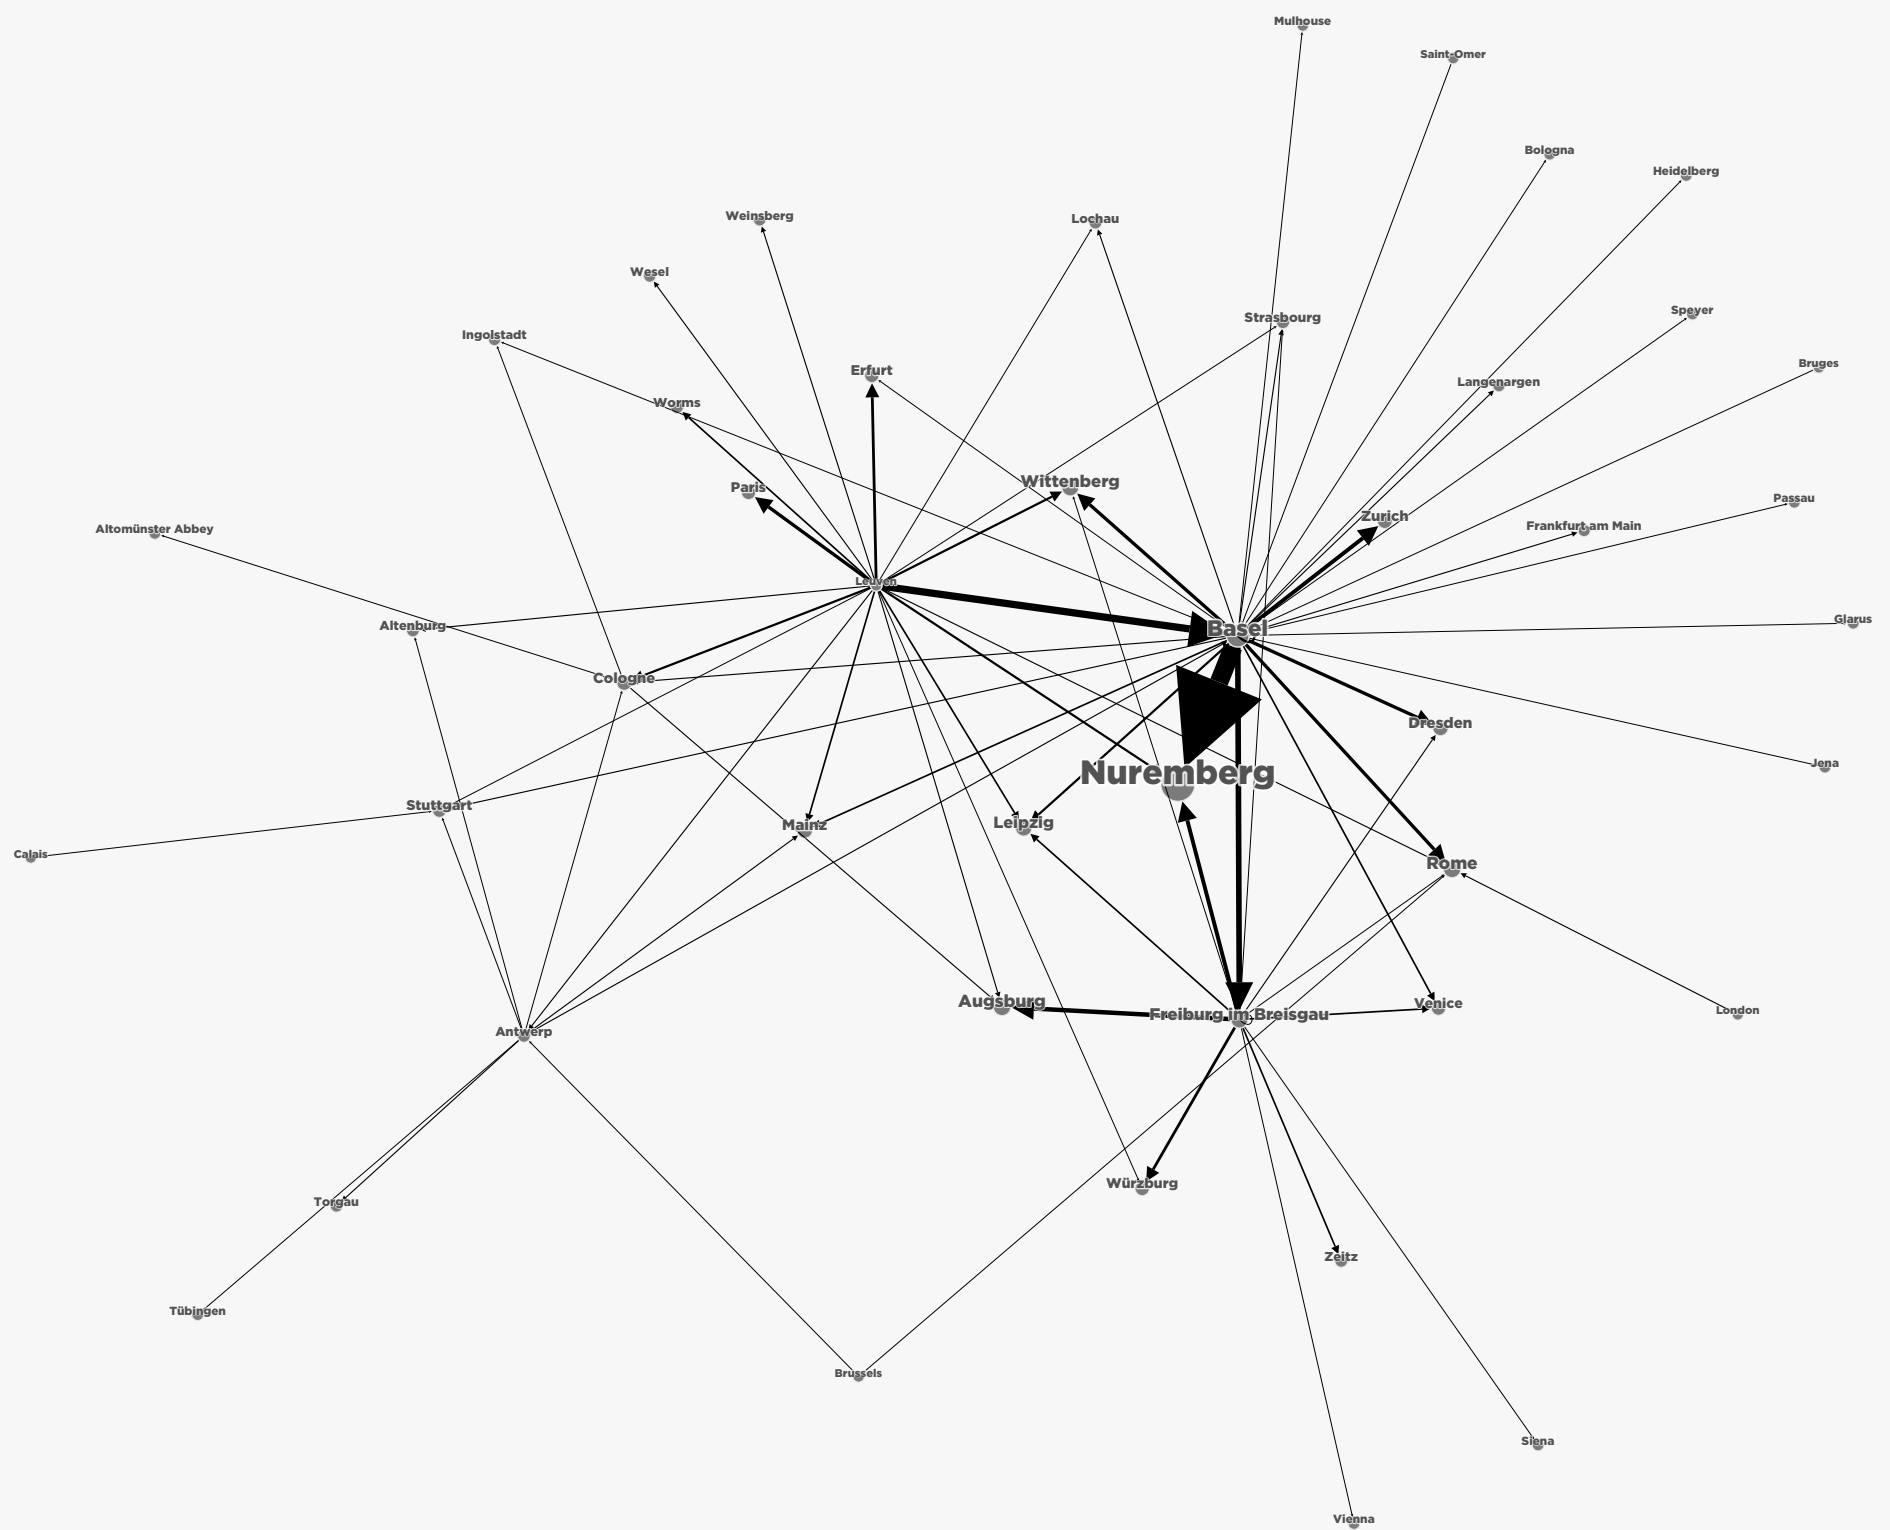 Mulhouse
Saint-Omer
Bologna
Heidelberg
Weinsberg
Lochau
Wesel
Speyer
Strasbourg
Ingolstadt
Bruges
Erfurt
Langenargen
Worms
Wittenberg
Paris
Passau
Zurich
Frankfurt am Main
Altomünster Abbey
Leuven
Glarus
Altenburg
Basel
Cologne
Dresden
Jena
Nuremberg
Stuttgart
Leipzig
Mainz
Calais
Rome
Augsburg
Venice
London
Freiburg im Breisgau
Antwerp
Würzburg
Torgau
Zeitz
Tübingen
Brussels
Siena
Vienna